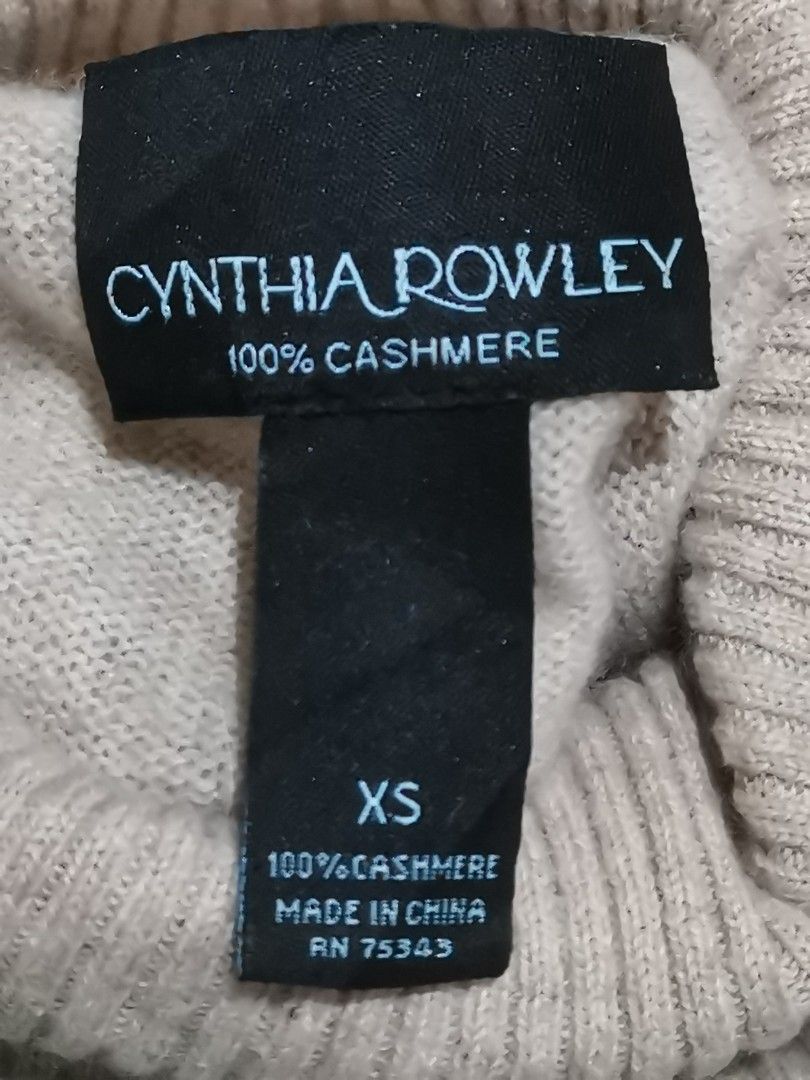 CYNTHIA ROWLEY
100% CASHMERE
XS
100% CASHMERE
MADE IN CHINA
RN 75343